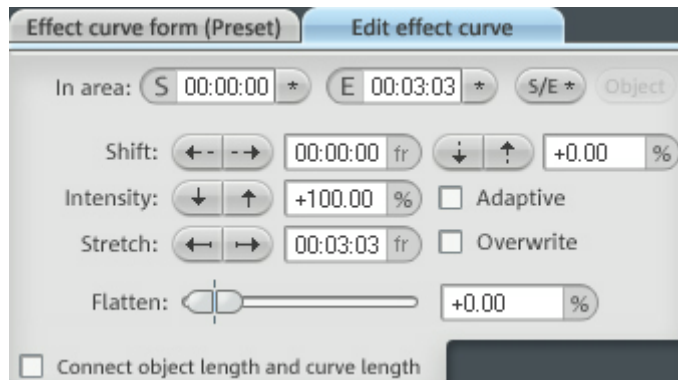 Effect curve form (Preset) Edit effect curve
In area: S 00:00:00 * E 00:03:03 * S/E * Object
Shift: 00:00:00 fr +0.00 %
Intensity: +100.00 % Adaptive
Stretch: 00:03:03 fr Overwrite
Flatten: +0.00 %
Connect object length and curve length